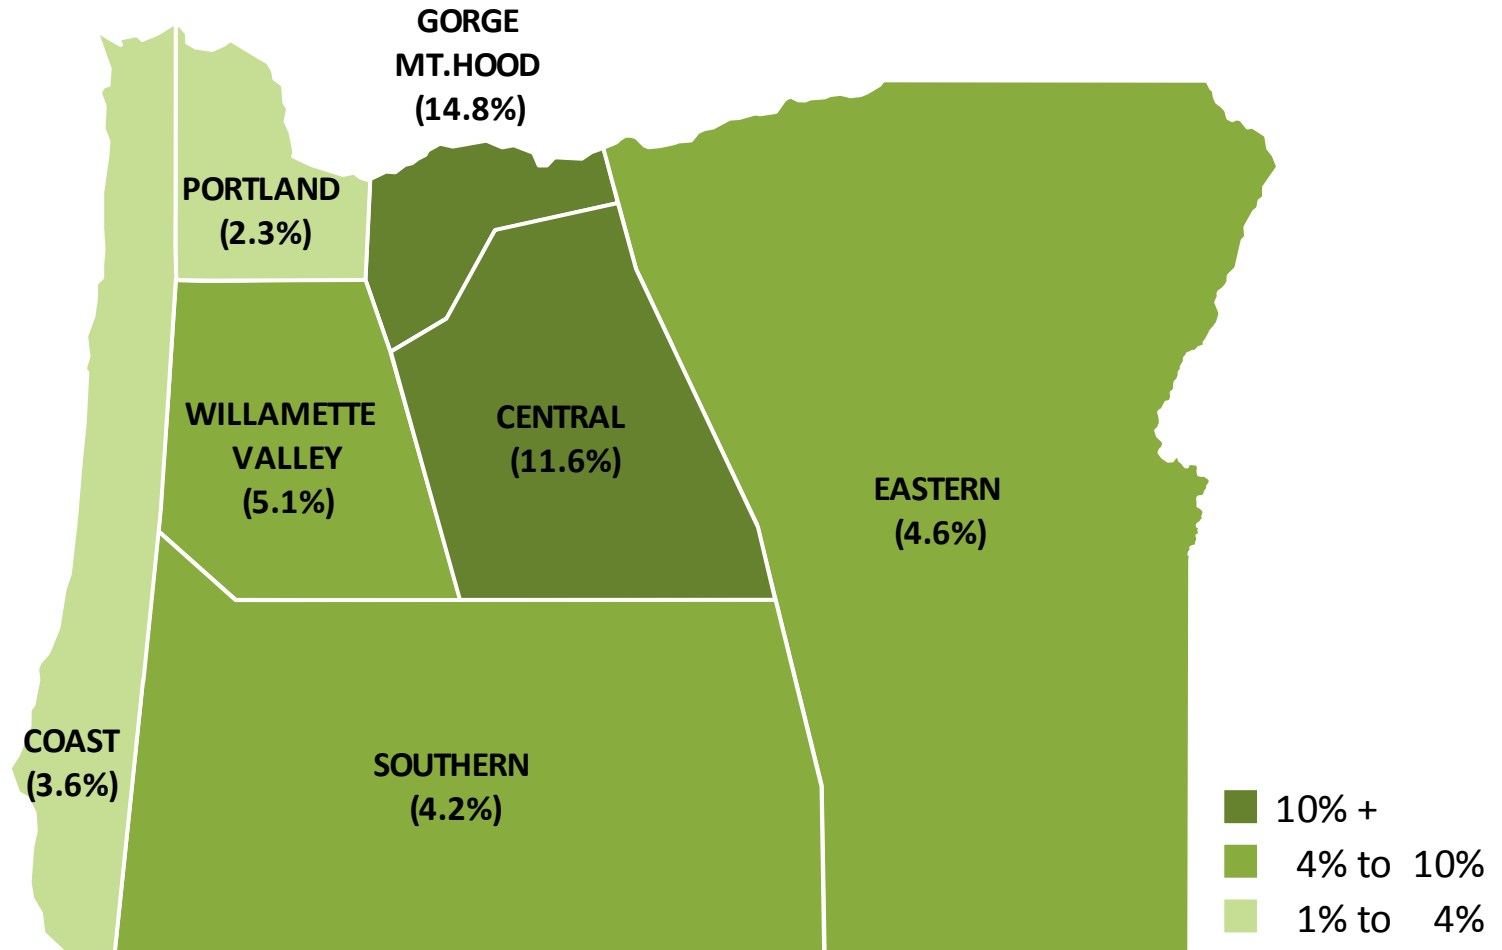 GORGE
MT.HOOD
(14.8%)
PORTLAND
(2.3%)
WILLAMETTE
VALLEY
(5.1%)
CENTRAL
(11.6%)
EASTERN
(4.6%)
COAST
(3.6%)
SOUTHERN
(4.2%)
10% +
4% to 10%
1% to 4%